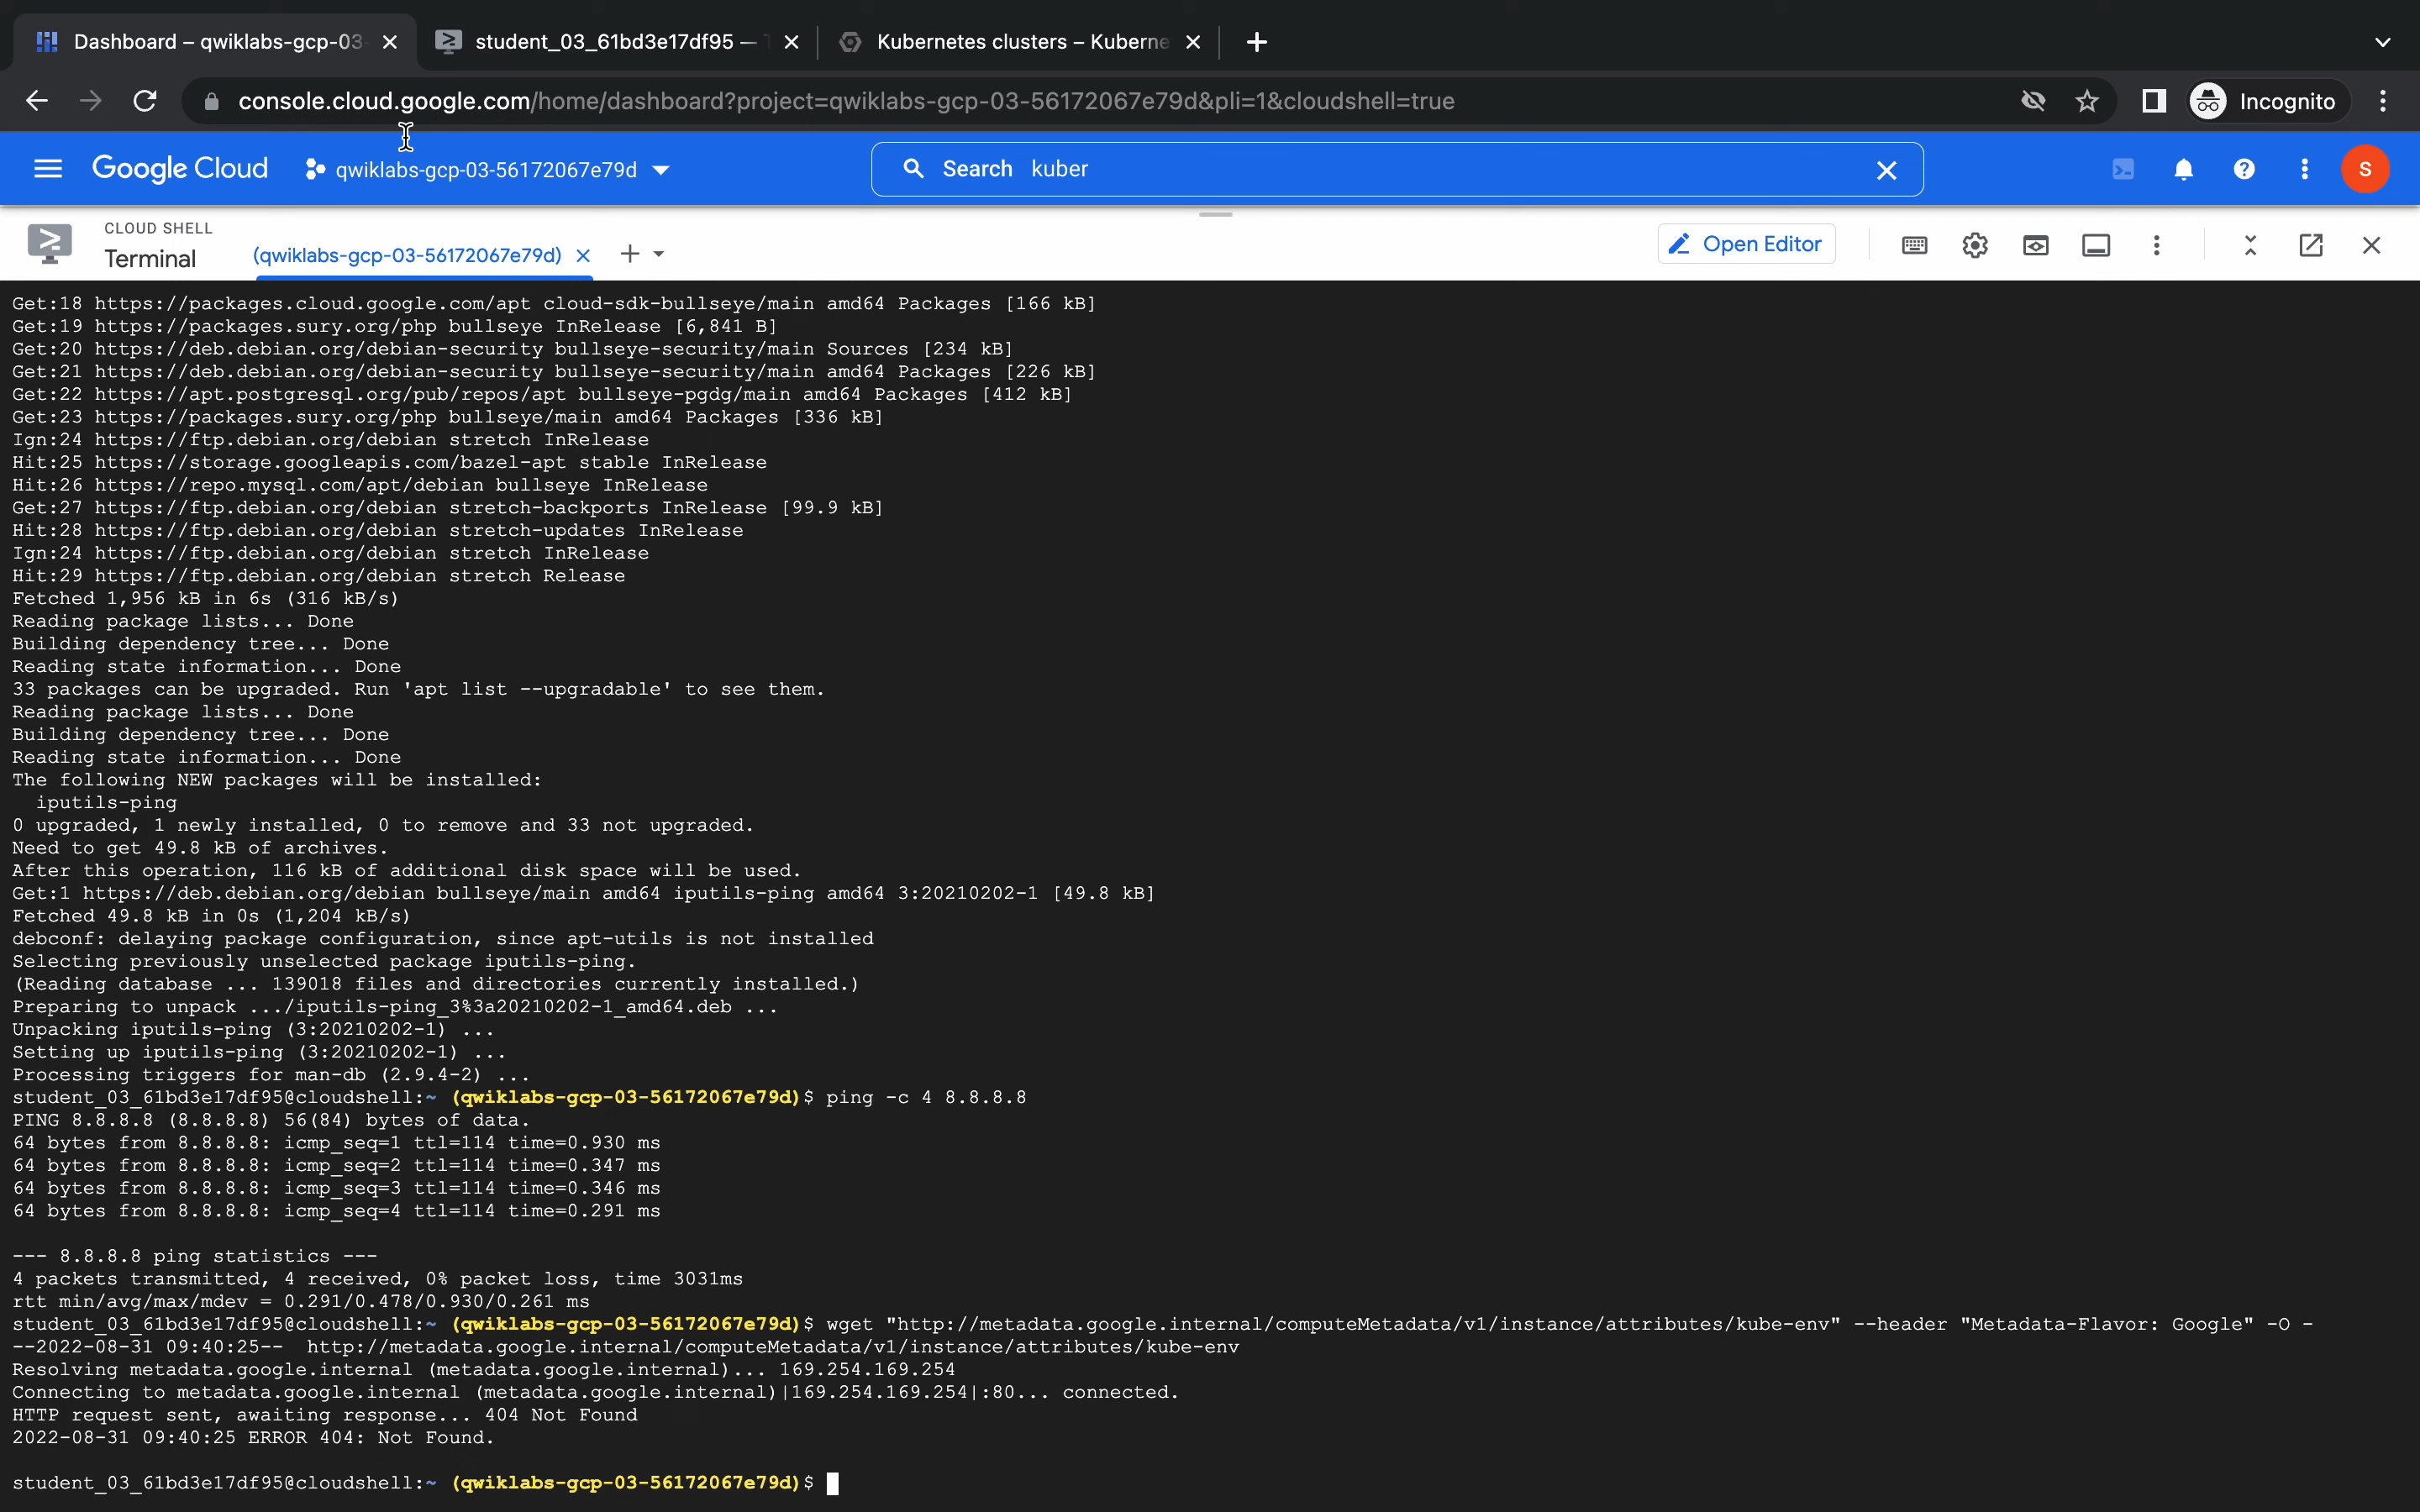 Dashboard – qwiklabs-gcp-03-
student_03_61bd3e17df95 —
Kubernetes clusters – Kuberne
console.cloud.google.com/home/dashboard?project=qwiklabs-gcp-03-56172067e79d&pli=1&cloudshell=true
Incognito
Google Cloud
qwiklabs-gcp-03-56172067e79d
Search kuber
S
CLOUD SHELL
Terminal
(qwiklabs-gcp-03-56172067e79d)
Open Editor
Get:18 https://packages.cloud.google.com/apt cloud-sdk-bullseye/main amd64 Packages [166 kB]
Get:19 https://packages.sury.org/php bullseye InRelease [6,841 B]
Get:20 https://deb.debian.org/debian-security bullseye-security/main Sources [234 kB]
Get:21 https://deb.debian.org/debian-security bullseye-security/main amd64 Packages [226 kB]
Get:22 https://apt.postgresql.org/pub/repos/apt bullseye-pgdg/main amd64 Packages [412 kB]
Get:23 https://packages.sury.org/php bullseye/main amd64 Packages [336 kB]
Ign:24 https://ftp.debian.org/debian stretch InRelease
Hit:25 https://storage.googleapis.com/bazel-apt stable InRelease
Hit:26 https://repo.mysql.com/apt/debian bullseye InRelease
Get:27 https://ftp.debian.org/debian stretch-backports InRelease [99.9 kB]
Hit:28 https://ftp.debian.org/debian stretch-updates InRelease
Ign:24 https://ftp.debian.org/debian stretch InRelease
Hit:29 https://ftp.debian.org/debian stretch Release
Fetched 1,956 kB in 6s (316 kB/s)
Reading package lists... Done
Building dependency tree... Done
Reading state information... Done
33 packages can be upgraded. Run 'apt list --upgradable' to see them.
Reading package lists... Done
Building dependency tree... Done
Reading state information... Done
The following NEW packages will be installed:
iputils-ping
0 upgraded, 1 newly installed, 0 to remove and 33 not upgraded.
Need to get 49.8 kB of archives.
After this operation, 116 kB of additional disk space will be used.
Get:1 https://deb.debian.org/debian bullseye/main amd64 iputils-ping amd64 3:20210202-1 [49.8 kB]
Fetched 49.8 kB in 0s (1,204 kB/s)
debconf: delaying package configuration, since apt-utils is not installed
Selecting previously unselected package iputils-ping.
(Reading database ... 139018 files and directories currently installed.)
Preparing to unpack .../iputils-ping_3%3a20210202-1_amd64.deb ...
Unpacking iputils-ping (3:20210202-1) ...
Setting up iputils-ping (3:20210202-1) ...
Processing triggers for man-db (2.9.4-2) ...
student_03_61bd3e17df95@cloudshell:~ (qwiklabs-gcp-03-56172067e79d)$ ping -c 4 8.8.8.8
PING 8.8.8.8 (8.8.8.8) 56(84) bytes of data.
64 bytes from 8.8.8.8: icmp_seq=1 ttl=114 time=0.930 ms
64 bytes from 8.8.8.8: icmp_seq=2 ttl=114 time=0.347 ms
64 bytes from 8.8.8.8: icmp_seq=3 ttl=114 time=0.346 ms
64 bytes from 8.8.8.8: icmp_seq=4 ttl=114 time=0.291 ms
--- 8.8.8.8 ping statistics ---
4 packets transmitted, 4 received, 0% packet loss, time 3031ms
rtt min/avg/max/mdev = 0.291/0.478/0.930/0.261 ms
student_03_61bd3e17df95@cloudshell:~ (qwiklabs-gcp-03-56172067e79d)$ wget "http://metadata.google.internal/computeMetadata/v1/instance/attributes/kube-env" --header "Metadata-Flavor: Google" -O -
--2022-08-31 09:40:25--  http://metadata.google.internal/computeMetadata/v1/instance/attributes/kube-env
Resolving metadata.google.internal (metadata.google.internal)... 169.254.169.254
Connecting to metadata.google.internal (metadata.google.internal)|169.254.169.254|:80... connected.
HTTP request sent, awaiting response... 404 Not Found
2022-08-31 09:40:25 ERROR 404: Not Found.
student_03_61bd3e17df95@cloudshell:~ (qwiklabs-gcp-03-56172067e79d)$